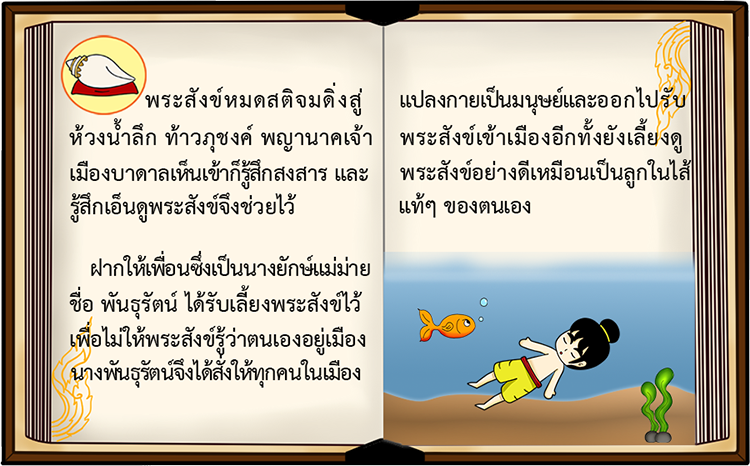 พระสังข์หมดสติจมดิ่งสู่
ห้วงน้ำลึก ท้าวภุชงค์ พญานาคเจ้า
เมืองบาดาลเห็นเข้าก็รู้สึกสงสาร และ
รู้สึกเอ็นดูพระสังข์จึงช่วยไว้
ฝากให้เพื่อนซึ่งเป็นนางยักษ์แม่ม่าย
ชื่อ พันธุรัตน์ ได้รับเลี้ยงพระสังข์ไว้
เพื่อไม่ให้พระสังข์รู้ว่าตนเองอยู่เมือง
นางพันธุรัตน์จึงได้สั่งให้ทุกคนในเมือง
แปลงกายเป็นมนุษย์และออกไปรับ
พระสังข์เข้าเมืองอีกทั้งยังเลี้ยงดู
พระสังข์อย่างดีเหมือนเป็นลูกในไส้
แท้ๆ ของตนเอง